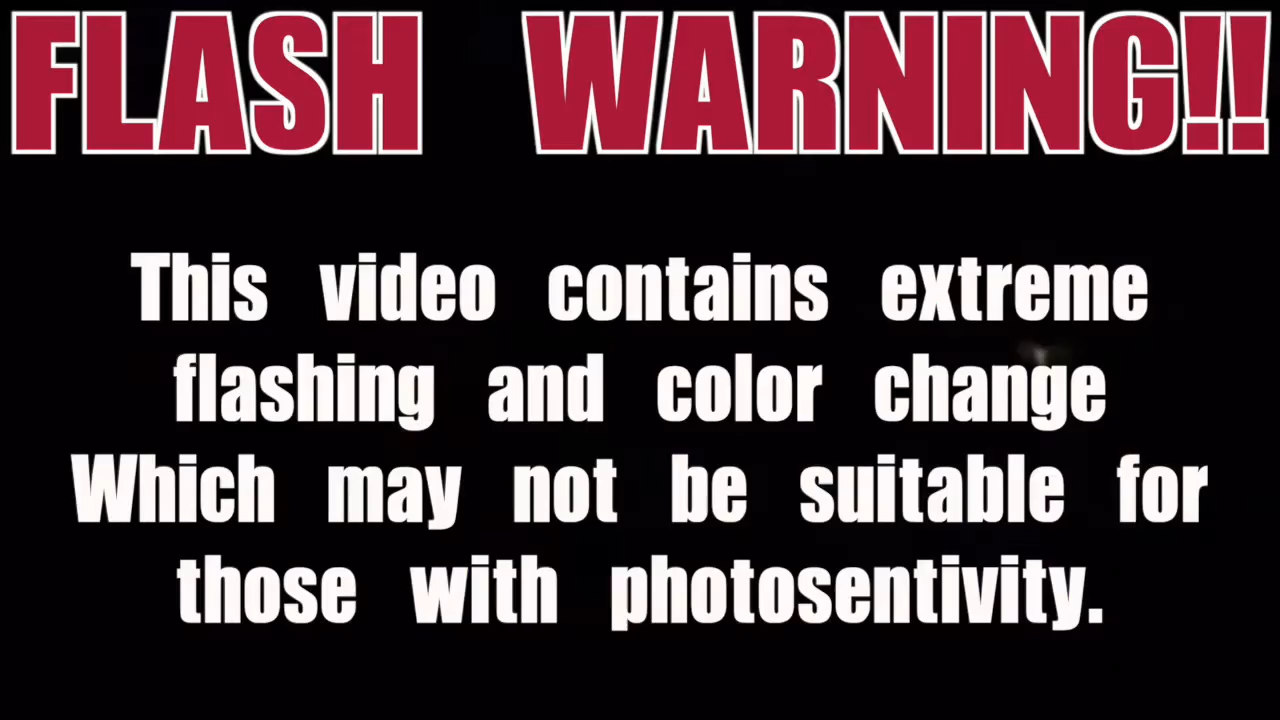 FLASH WARNING!!
This video contains extreme
flashing and color change
Which may not be suitable for
those with photosentivity.